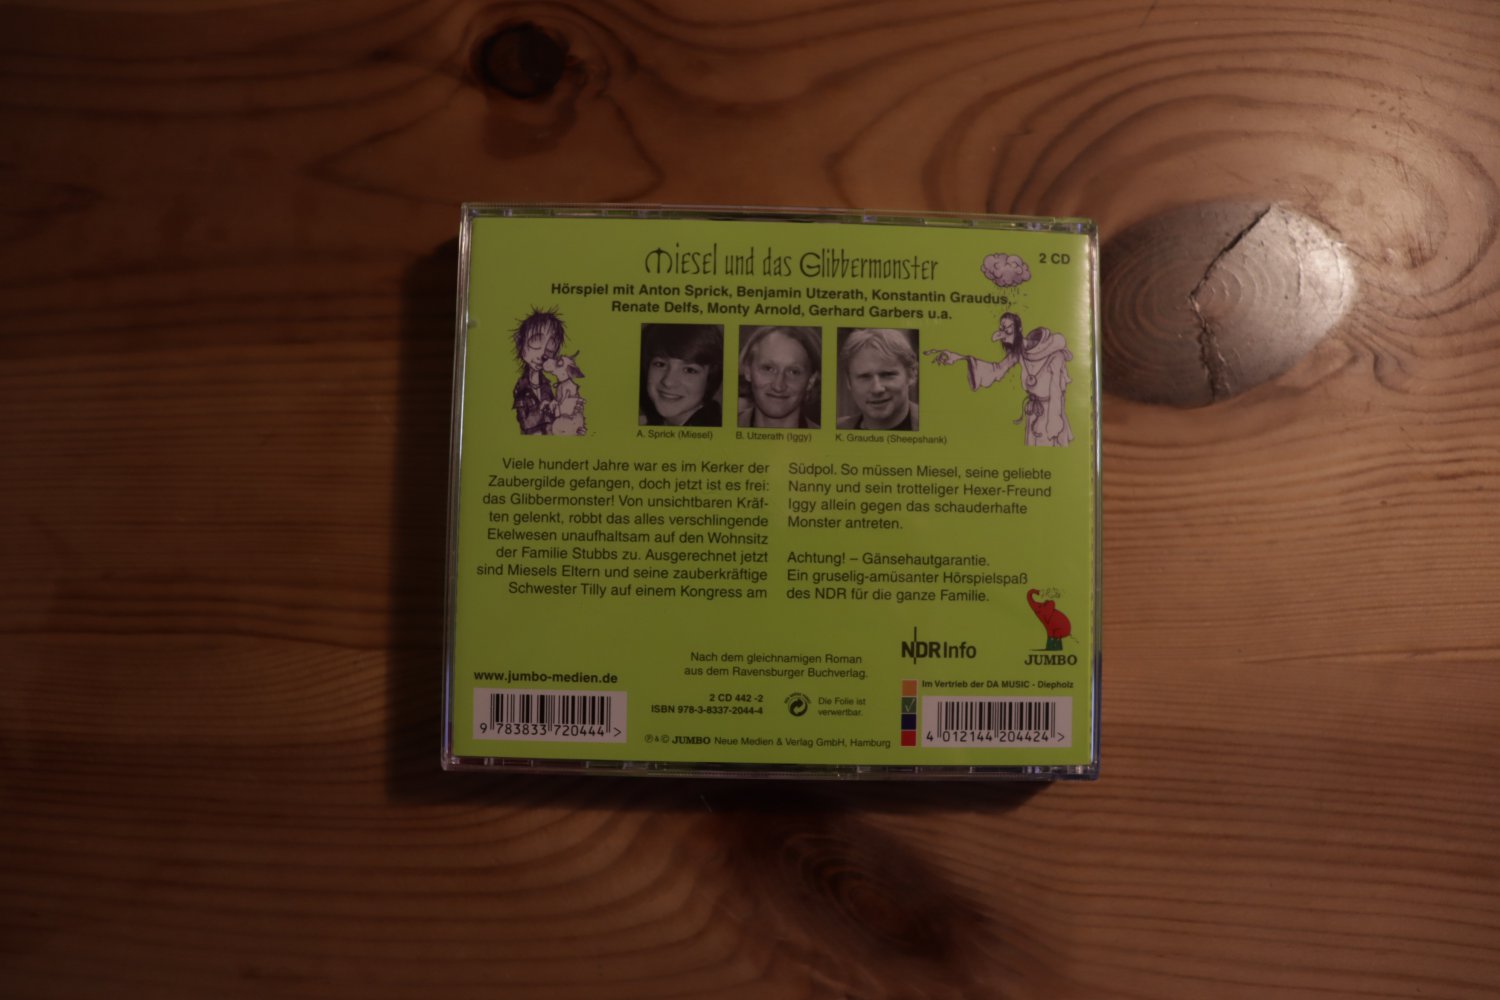 Miesel und das Glibbermonster
2 CD
Hörspiel mit Anton Sprick, Benjamin Utzerath, Konstantin Graudus,
Renate Delfs, Monty Arnold, Gerhard Garbers u.a.
A. Sprick (Miesel)
B. Utzerath (Iggy)
K. Graudus (Sheepshank)
Viele hundert Jahre war es im Kerker der
Zaubergilde gefangen, doch jetzt ist es frei:
das Glibbermonster! Von unsichtbaren Kräf-
ten gelenkt, robbt das alles verschlingende
Ekelwesen unaufhaltsam auf den Wohnsitz
der Familie Stubbs zu. Ausgerechnet jetzt
sind Miesels Eltern und seine zauberkräftige
Schwester Tilly auf einem Kongress am
Südpol. So müssen Miesel, seine geliebte
Nanny und sein trotteliger Hexer-Freund
Iggy allein gegen das schauderhafte
Monster antreten.
Achtung! – Gänsehautgarantie.
Ein gruselig-amüsanter Hörspielspaß
des NDR für die ganze Familie.
NDR Info
JUMBO
Nach dem gleichnamigen Roman
aus dem Ravensburger Buchverlag.
www.jumbo-medien.de
Im Vertrieb der DA MUSIC - Diepholz
2 CD 442 -2
ISBN 978-3-8337-2044-4
Die Folie ist
verwertbar.
9 783833 720444 >
4 012144 204424 >
℗ & © JUMBO Neue Medien & Verlag GmbH, Hamburg